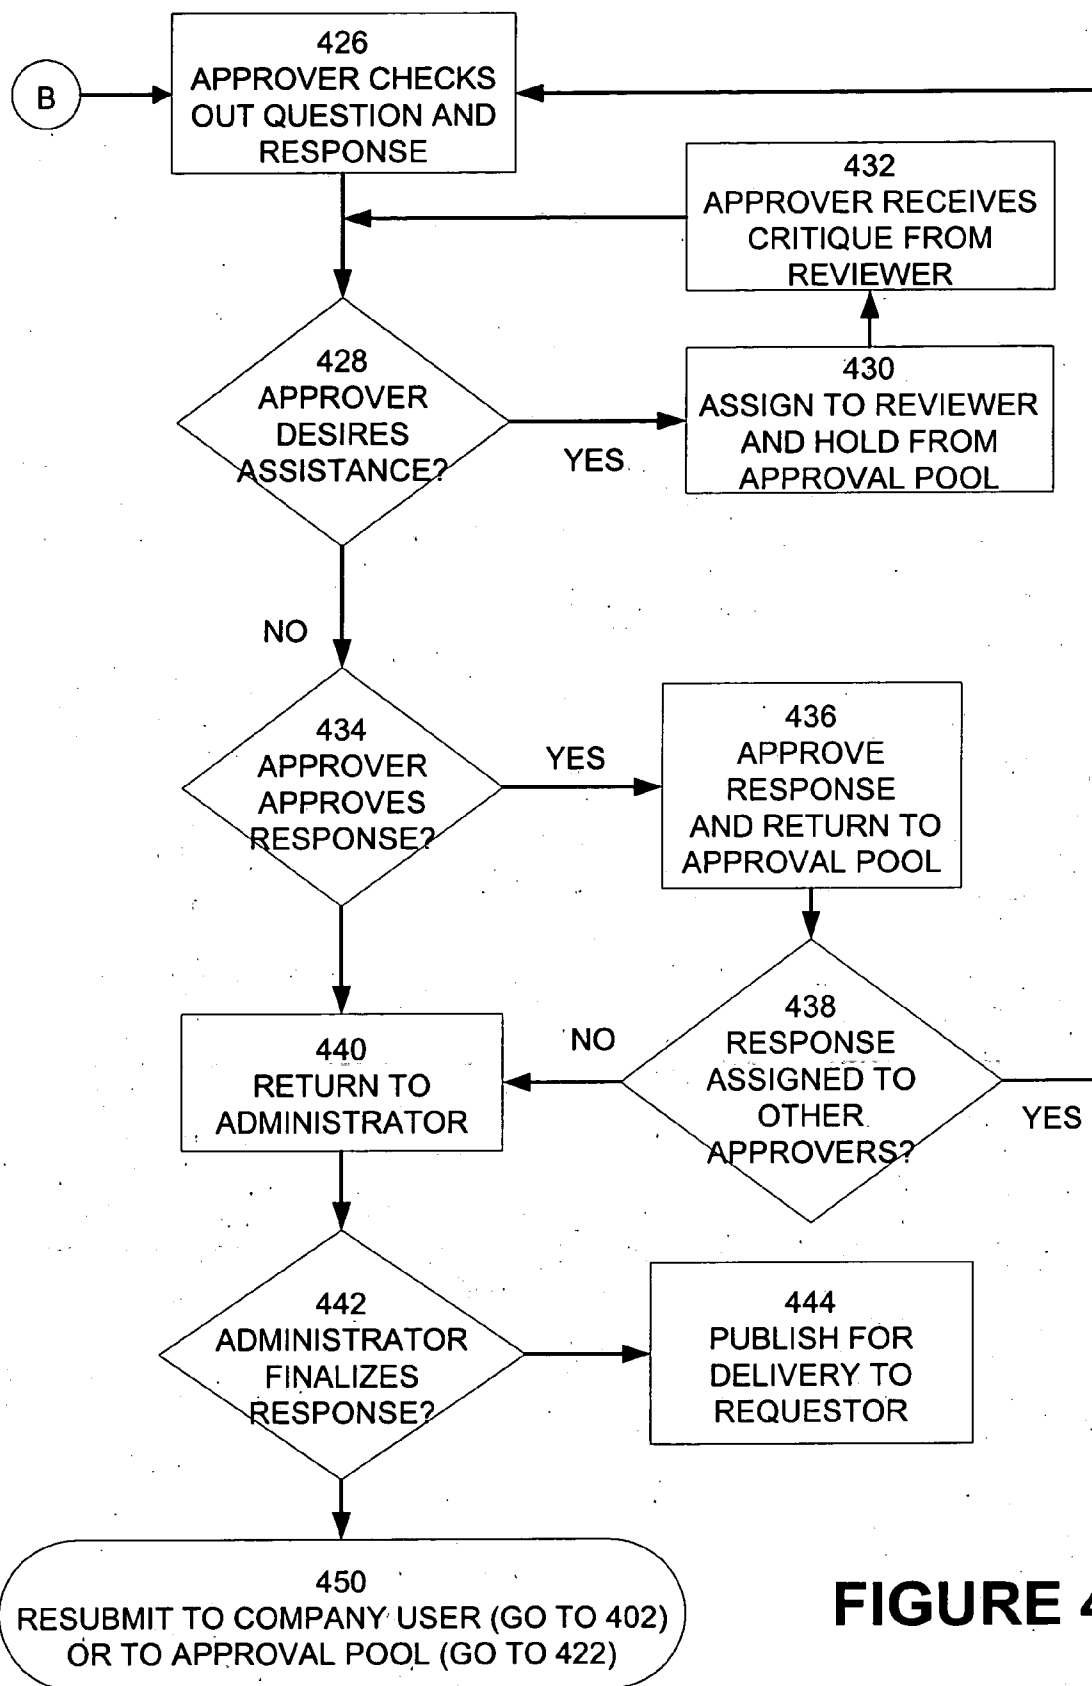 426
APPROVER CHECKS
OUT QUESTION AND
RESPONSE
B
432
APPROVER RECEIVES
CRITIQUE FROM
REVIEWER
428
APPROVER
DESIRES
ASSISTANCE?
YES
430
ASSIGN TO REVIEWER
AND HOLD FROM
APPROVAL POOL
NO
434
APPROVER
APPROVES
RESPONSE?
YES
436
APPROVE
RESPONSE
AND RETURN TO
APPROVAL POOL
438
RESPONSE
ASSIGNED TO
OTHER
APPROVERS?
NO
YES
440
RETURN TO
ADMINISTRATOR
442
ADMINISTRATOR
FINALIZES
RESPONSE?
444
PUBLISH FOR
DELIVERY TO
REQUESTOR
450
RESUBMIT TO COMPANY USER (GO TO 402)
OR TO APPROVAL POOL (GO TO 422)
FIGURE 4